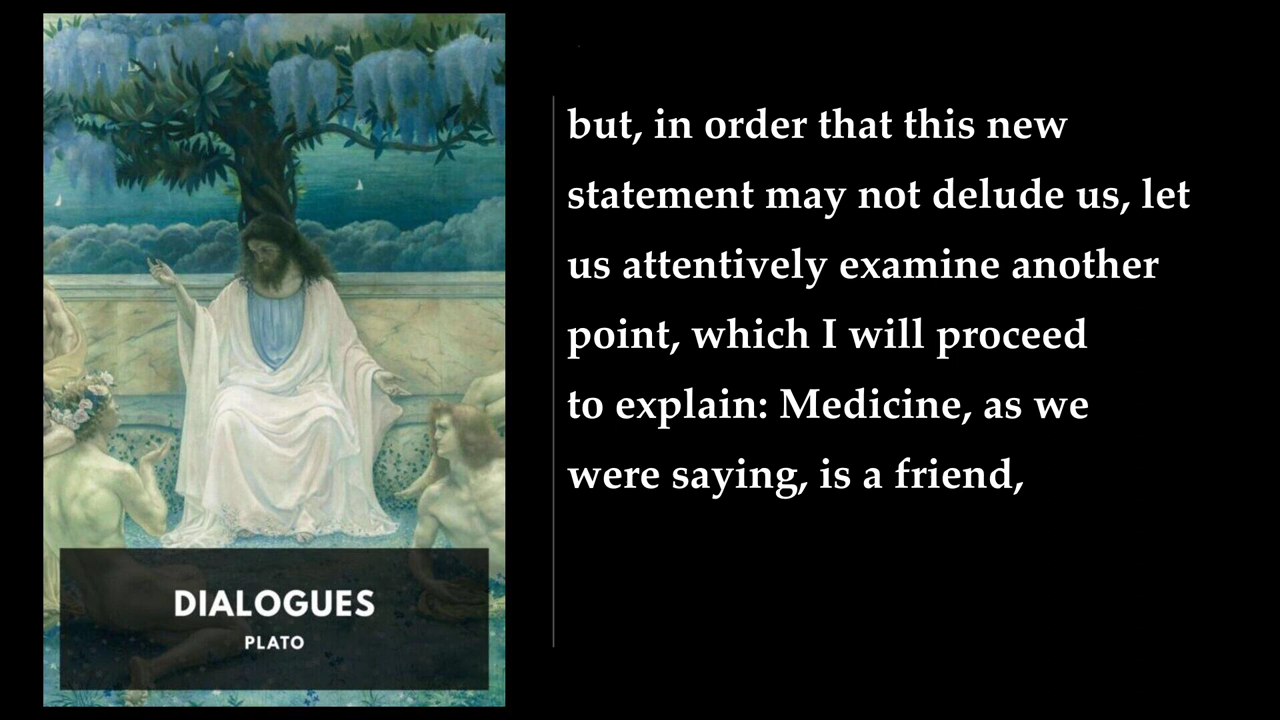 DIALOGUES
PLATO
but, in order that this new
statement may not delude us, let
us attentively examine another
point, which I will proceed
to explain: Medicine, as we
were saying, is a friend,